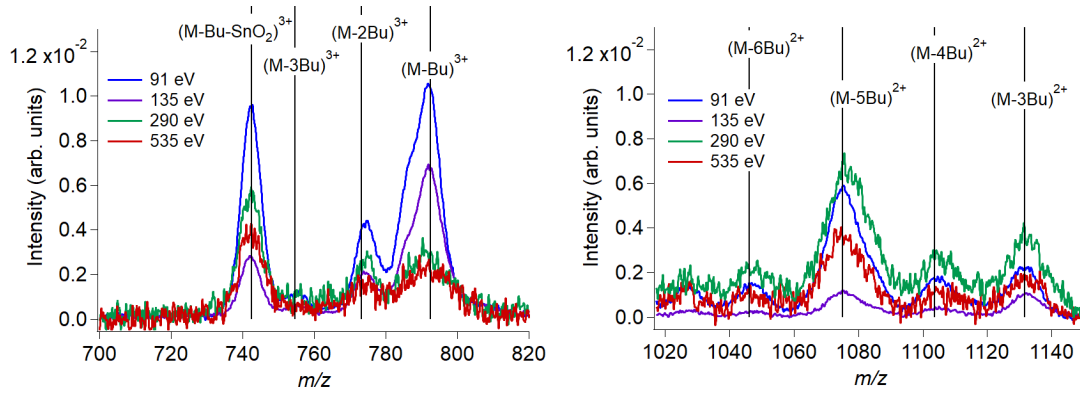 (M-Bu-SnO₂)³⁺
(M-3Bu)³⁺
(M-2Bu)³⁺
(M-Bu)³⁺
1.2 x10⁻²
1.0
0.8
0.6
0.4
0.2
0.0
Intensity (arb. units)
91 eV
135 eV
290 eV
535 eV
700
720
740
760
780
800
820
m/z
(M-6Bu)²⁺
(M-5Bu)²⁺
(M-4Bu)²⁺
(M-3Bu)²⁺
1.2 x10⁻²
1.0
0.8
0.6
0.4
0.2
0.0
Intensity (arb. units)
91 eV
135 eV
290 eV
535 eV
1020
1040
1060
1080
1100
1120
1140
m/z